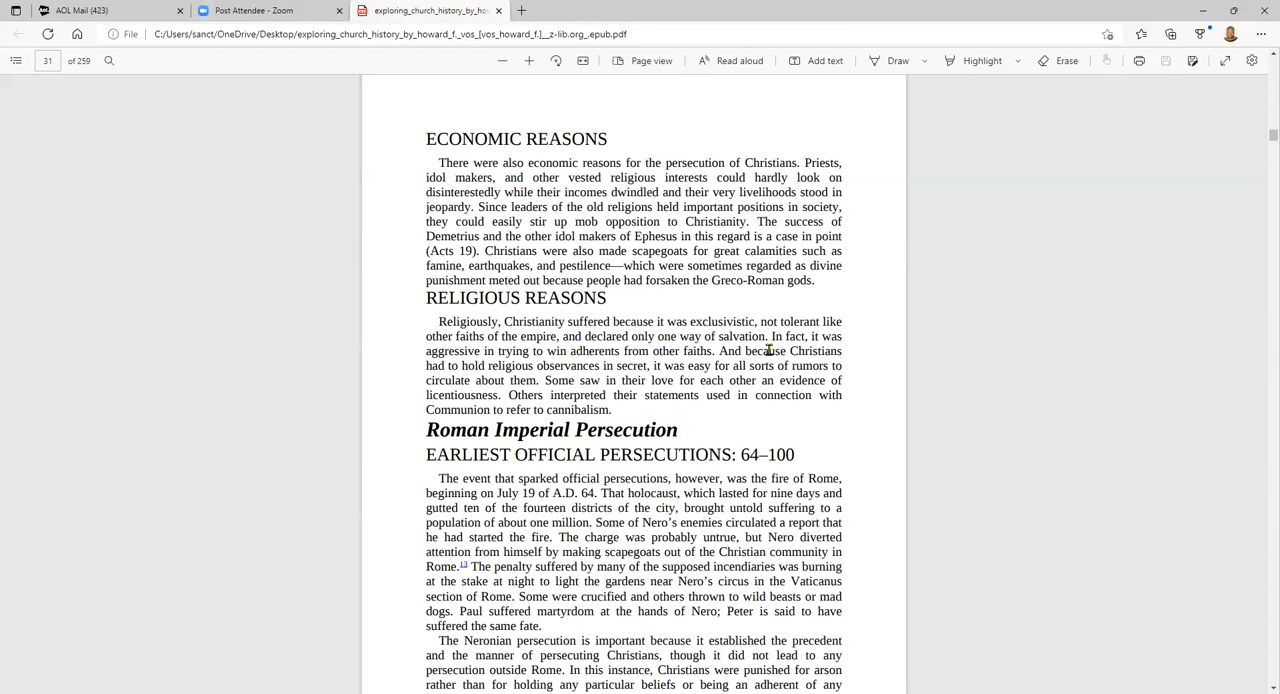 AOL Mail (423)
Post Attendee - Zoom
exploring_church_history_by_ho
File
C:/Users/sanct/OneDrive/Desktop/exploring_church_history_by_howard_f._vos_[vos_howard_f.]__z-lib.org_.epub.pdf
31 of 259
Page view
Read aloud
Add text
Draw
Highlight
Erase
ECONOMIC REASONS
There were also economic reasons for the persecution of Christians. Priests,
idol makers, and other vested religious interests could hardly look on
disinterestedly while their incomes dwindled and their very livelihoods stood in
jeopardy. Since leaders of the old religions held important positions in society,
they could easily stir up mob opposition to Christianity. The success of
Demetrius and the other idol makers of Ephesus in this regard is a case in point
(Acts 19). Christians were also made scapegoats for great calamities such as
famine, earthquakes, and pestilence—which were sometimes regarded as divine
punishment meted out because people had forsaken the Greco-Roman gods.
RELIGIOUS REASONS
Religiously, Christianity suffered because it was exclusivistic, not tolerant like
other faiths of the empire, and declared only one way of salvation. In fact, it was
aggressive in trying to win adherents from other faiths. And because Christians
had to hold religious observances in secret, it was easy for all sorts of rumors to
circulate about them. Some saw in their love for each other an evidence of
licentiousness. Others interpreted their statements used in connection with
Communion to refer to cannibalism.
Roman Imperial Persecution
EARLIEST OFFICIAL PERSECUTIONS: 64–100
The event that sparked official persecutions, however, was the fire of Rome,
beginning on July 19 of A.D. 64. That holocaust, which lasted for nine days and
gutted ten of the fourteen districts of the city, brought untold suffering to a
population of about one million. Some of Nero's enemies circulated a report that
he had started the fire. The charge was probably untrue, but Nero diverted
attention from himself by making scapegoats out of the Christian community in
Rome.13 The penalty suffered by many of the supposed incendiaries was burning
at the stake at night to light the gardens near Nero's circus in the Vaticanus
section of Rome. Some were crucified and others thrown to wild beasts or mad
dogs. Paul suffered martyrdom at the hands of Nero; Peter is said to have
suffered the same fate.
The Neronian persecution is important because it established the precedent
and the manner of persecuting Christians, though it did not lead to any
persecution outside Rome. In this instance, Christians were punished for arson
rather than for holding any particular beliefs or being an adherent of any